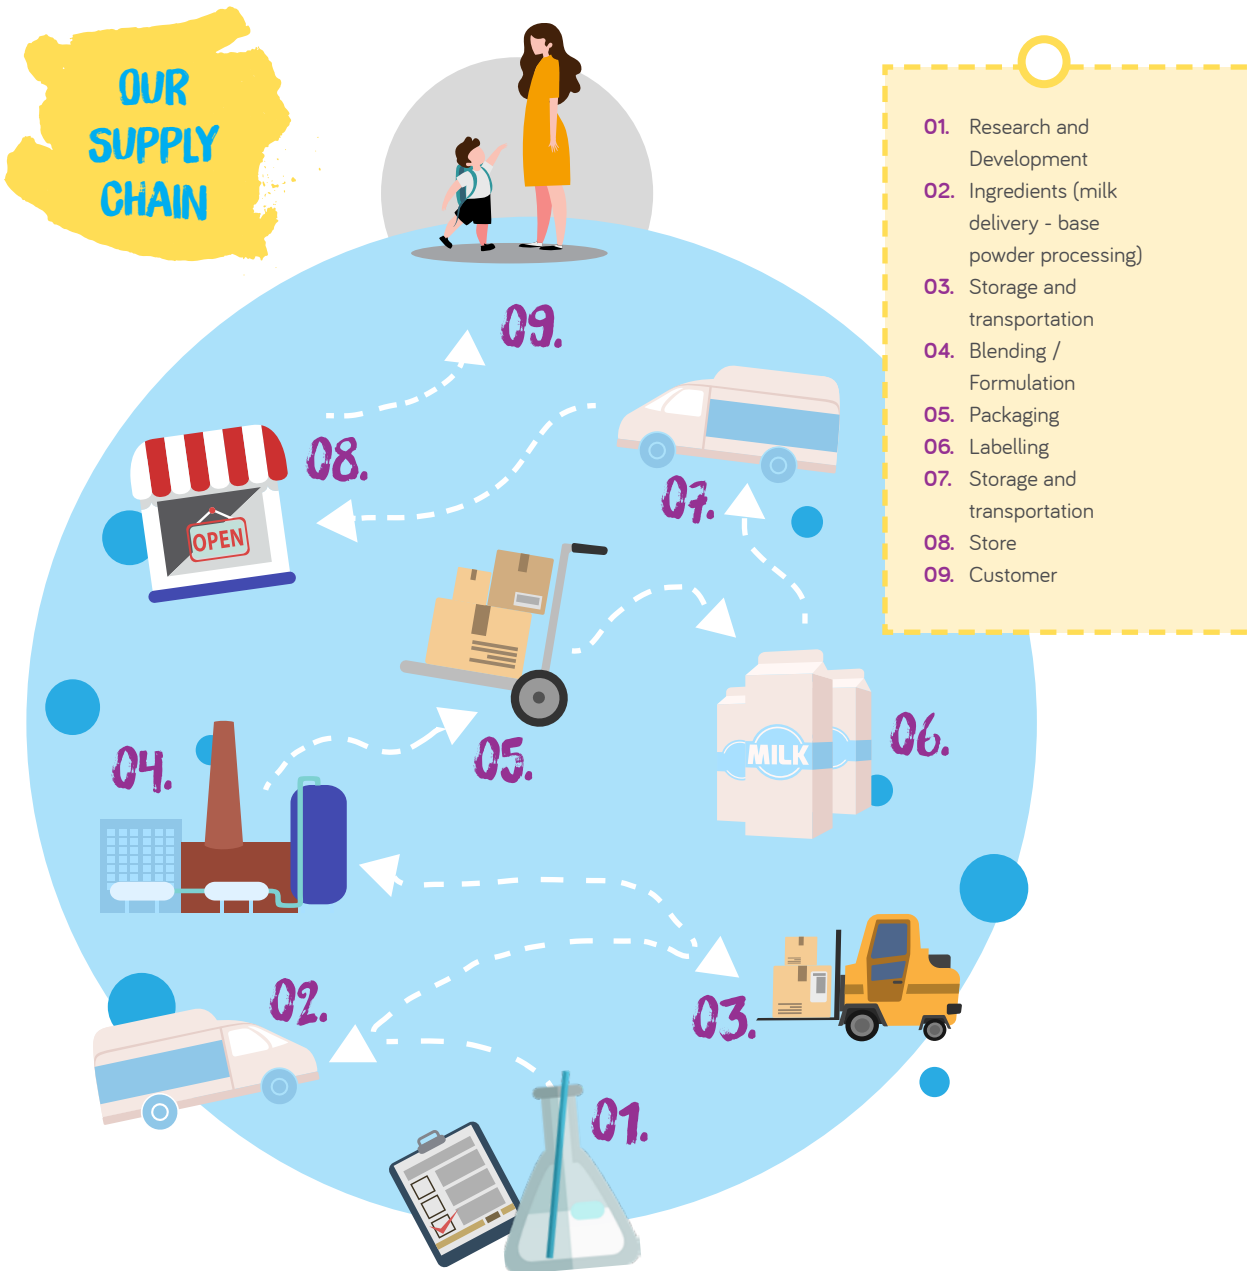 OUR
SUPPLY
CHAIN
01. Research and
Development
02. Ingredients (milk
delivery - base
powder processing)
03. Storage and
transportation
04. Blending /
Formulation
05. Packaging
06. Labelling
07. Storage and
transportation
08. Store
09. Customer
09.
08.
OPEN
07.
06.
MILK
05.
04.
03.
02.
01.